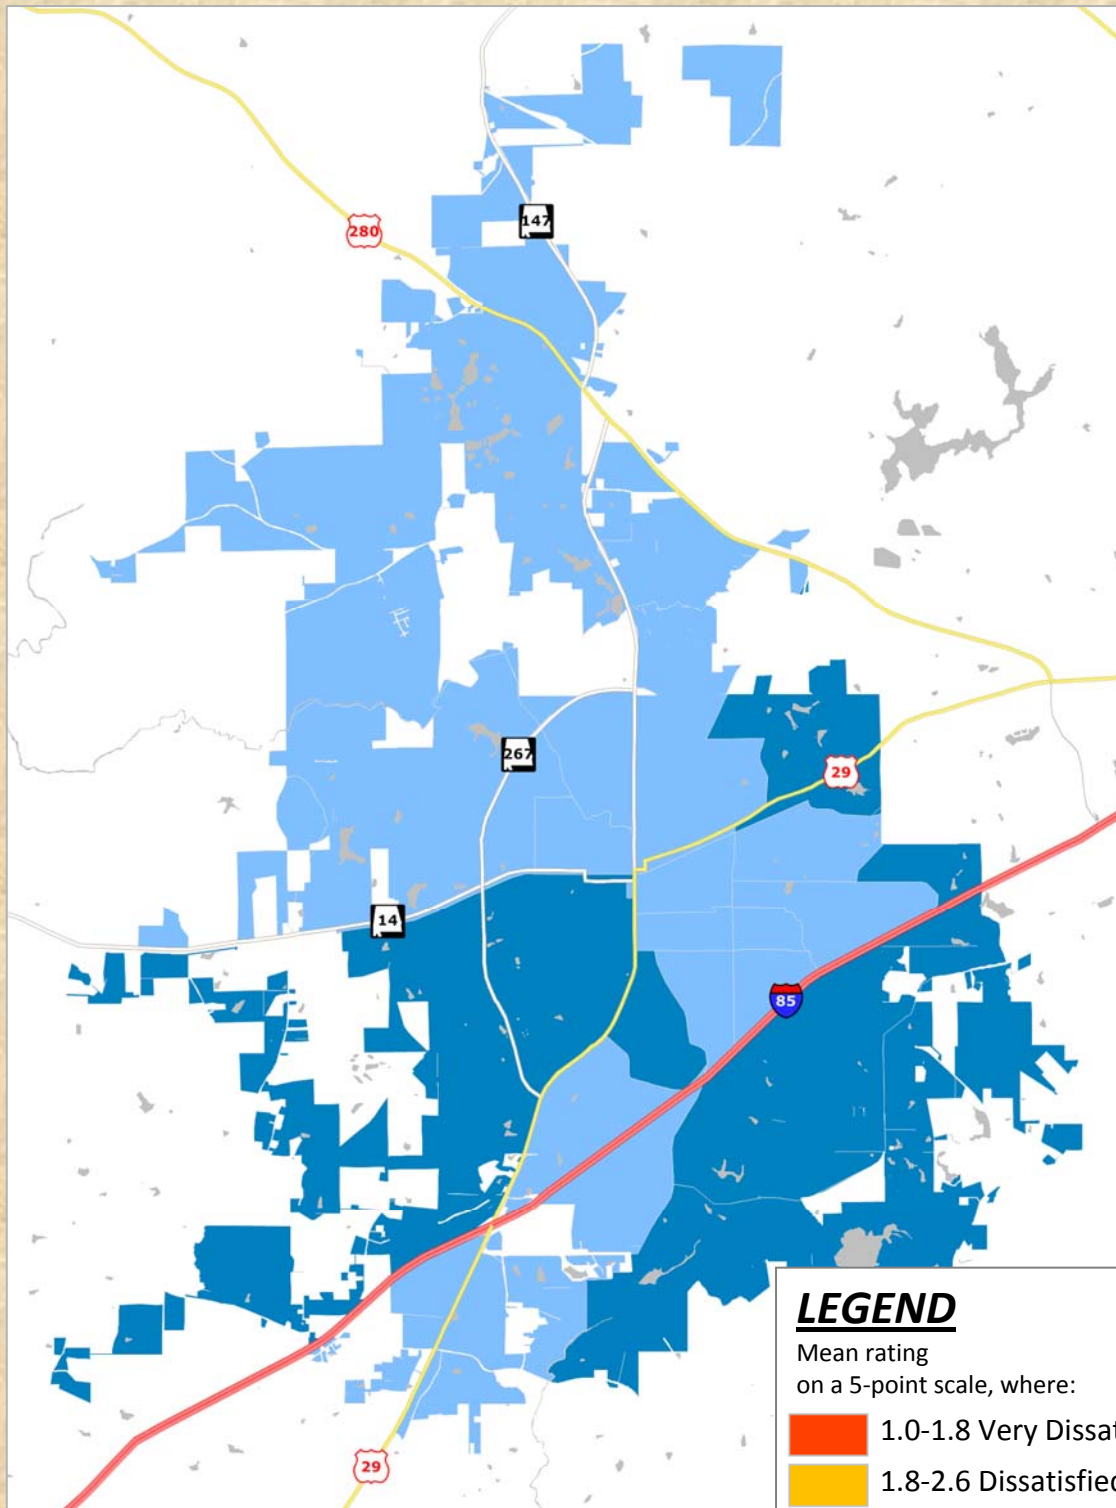 147
280
267
29
14
85
29
LEGEND
Mean rating
on a 5-point scale, where:
1.0-1.8 Very Dissat
1.8-2.6 Dissatisfied